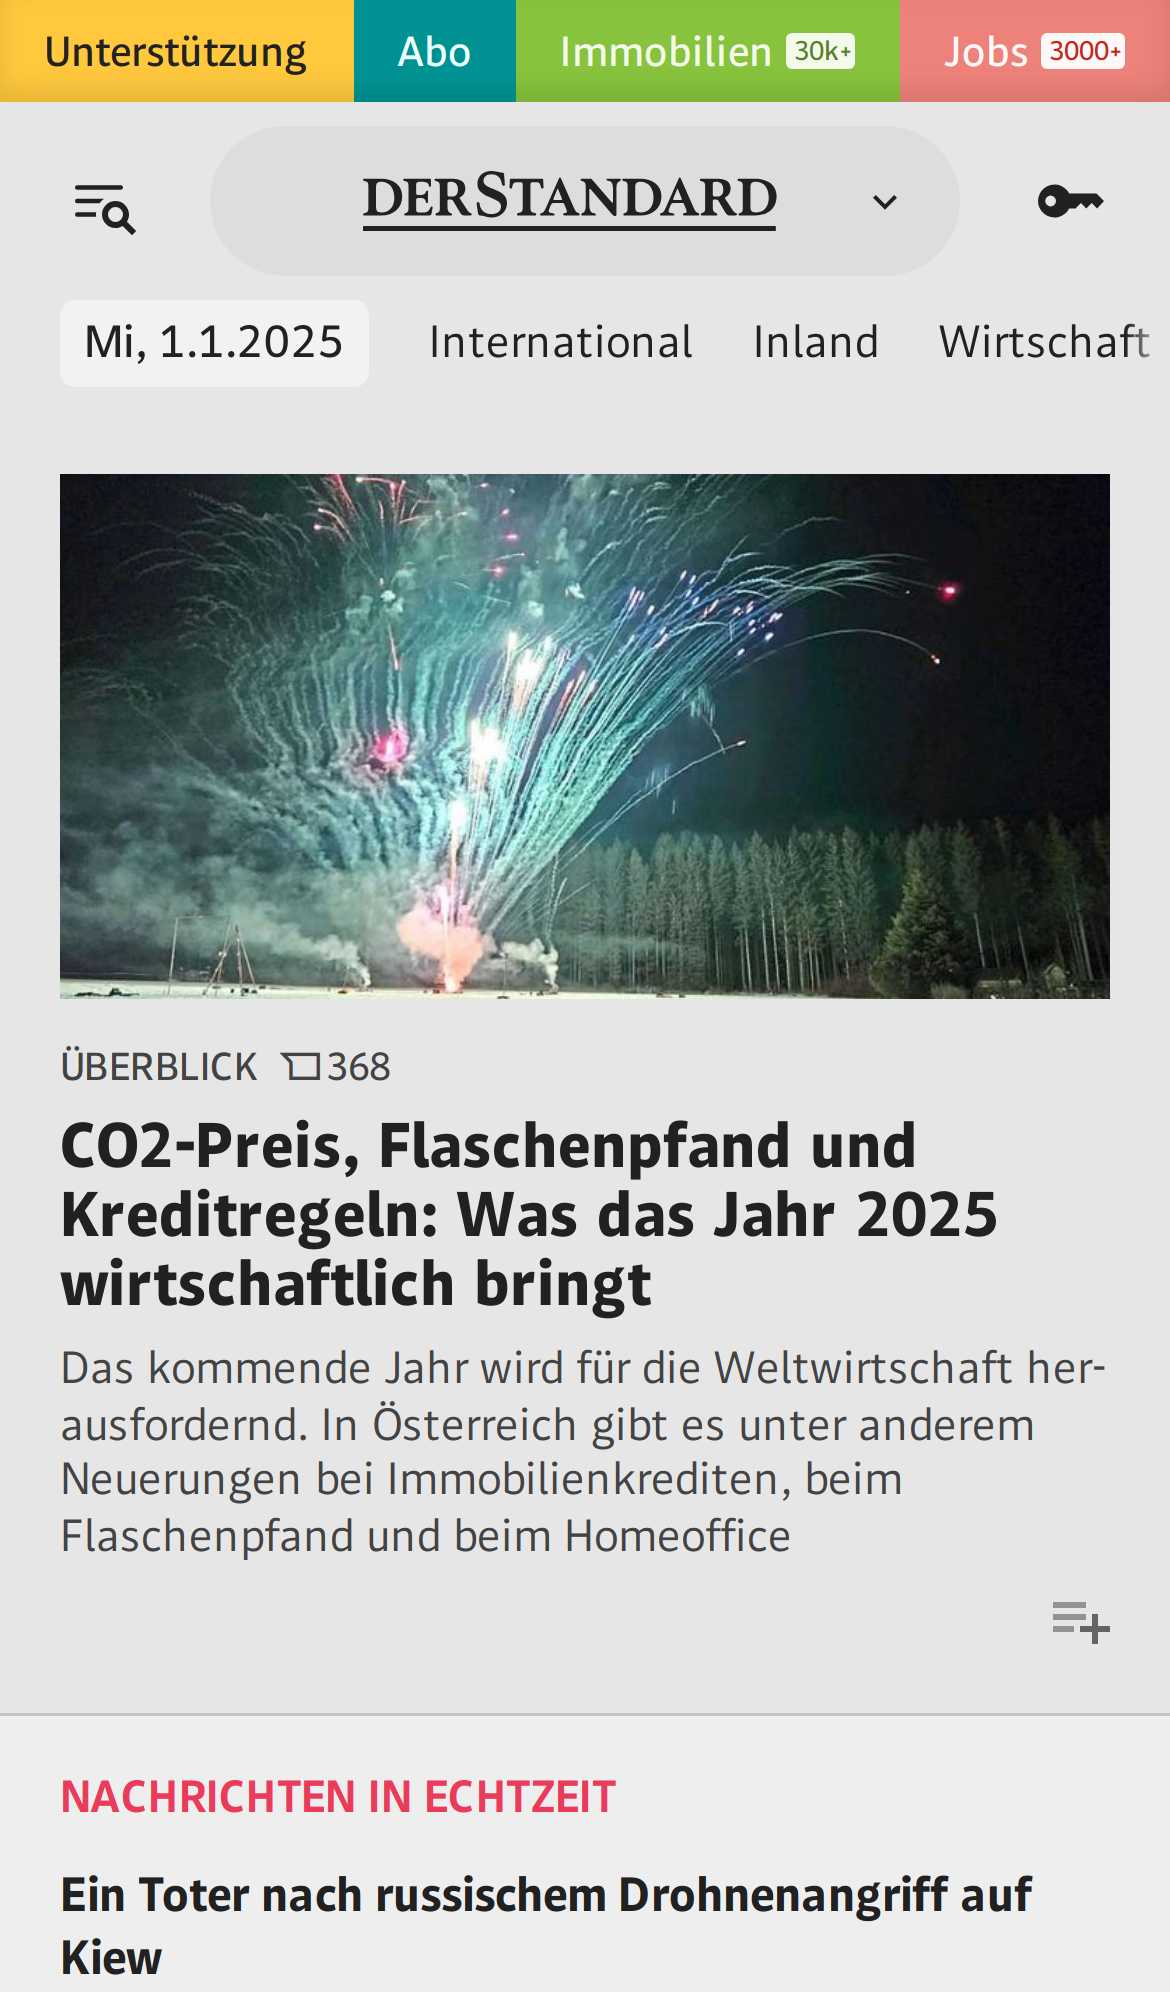 Unterstützung Abo Immobilien 30k+ Jobs 3000+
DERSTANDARD
Mi, 1.1.2025 International Inland Wirtschaft
ÜBERBLICK 368
CO2-Preis, Flaschenpfand und
Kreditregeln: Was das Jahr 2025
wirtschaftlich bringt
Das kommende Jahr wird für die Weltwirtschaft her-
ausfordernd. In Österreich gibt es unter anderem
Neuerungen bei Immobilienkrediten, beim
Flaschenpfand und beim Homeoffice
NACHRICHTEN IN ECHTZEIT
Ein Toter nach russischem Drohnenangriff auf
Kiew